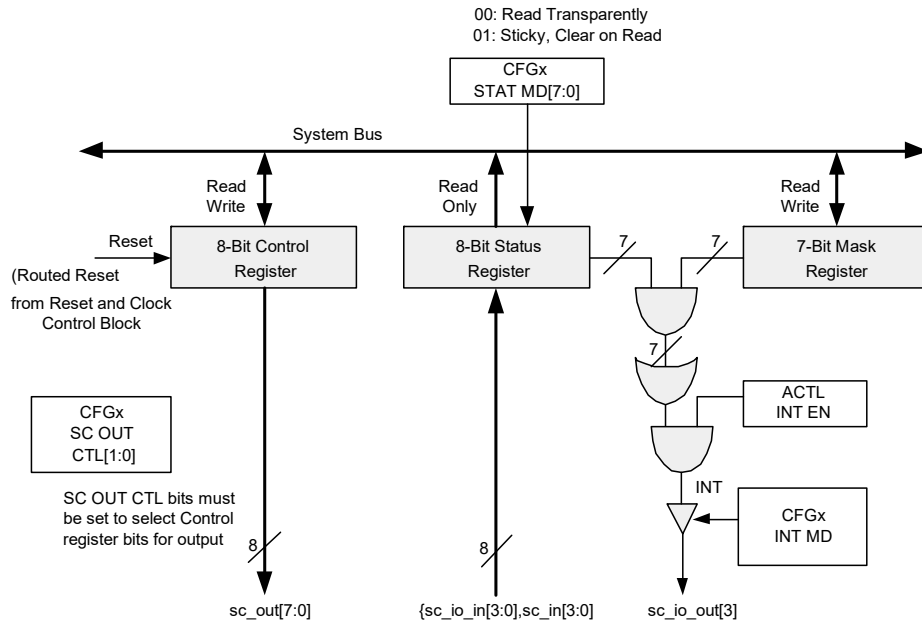 00: Read Transparently
01: Sticky, Clear on Read
CFGx
STAT MD[7:0]
System Bus
Read
Write
Read
Only
Read
Write
Reset
(Routed Reset
from Reset and Clock
Control Block
8-Bit Control
Register
8-Bit Status
Register
7
7
7-Bit Mask
Register
7
ACTL
INT EN
CFGx
SC OUT
CTL[1:0]
SC OUT CTL bits must
be set to select Control
register bits for output
INT
CFGx
INT MD
8
8
sc_out[7:0]
{sc_io_in[3:0],sc_in[3:0]
sc_io_out[3]